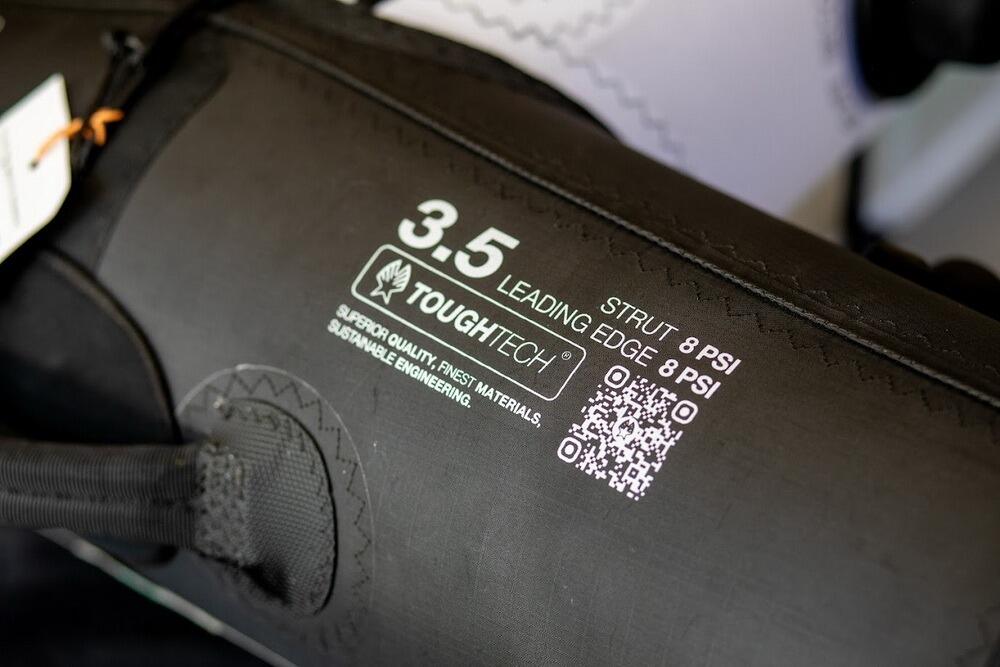 3.5
STRUT 8 PSI
LEADING EDGE 8 PSI
TOUGHTECH®
SUPERIOR QUALITY, FINEST MATERIALS,
SUSTAINABLE ENGINEERING.